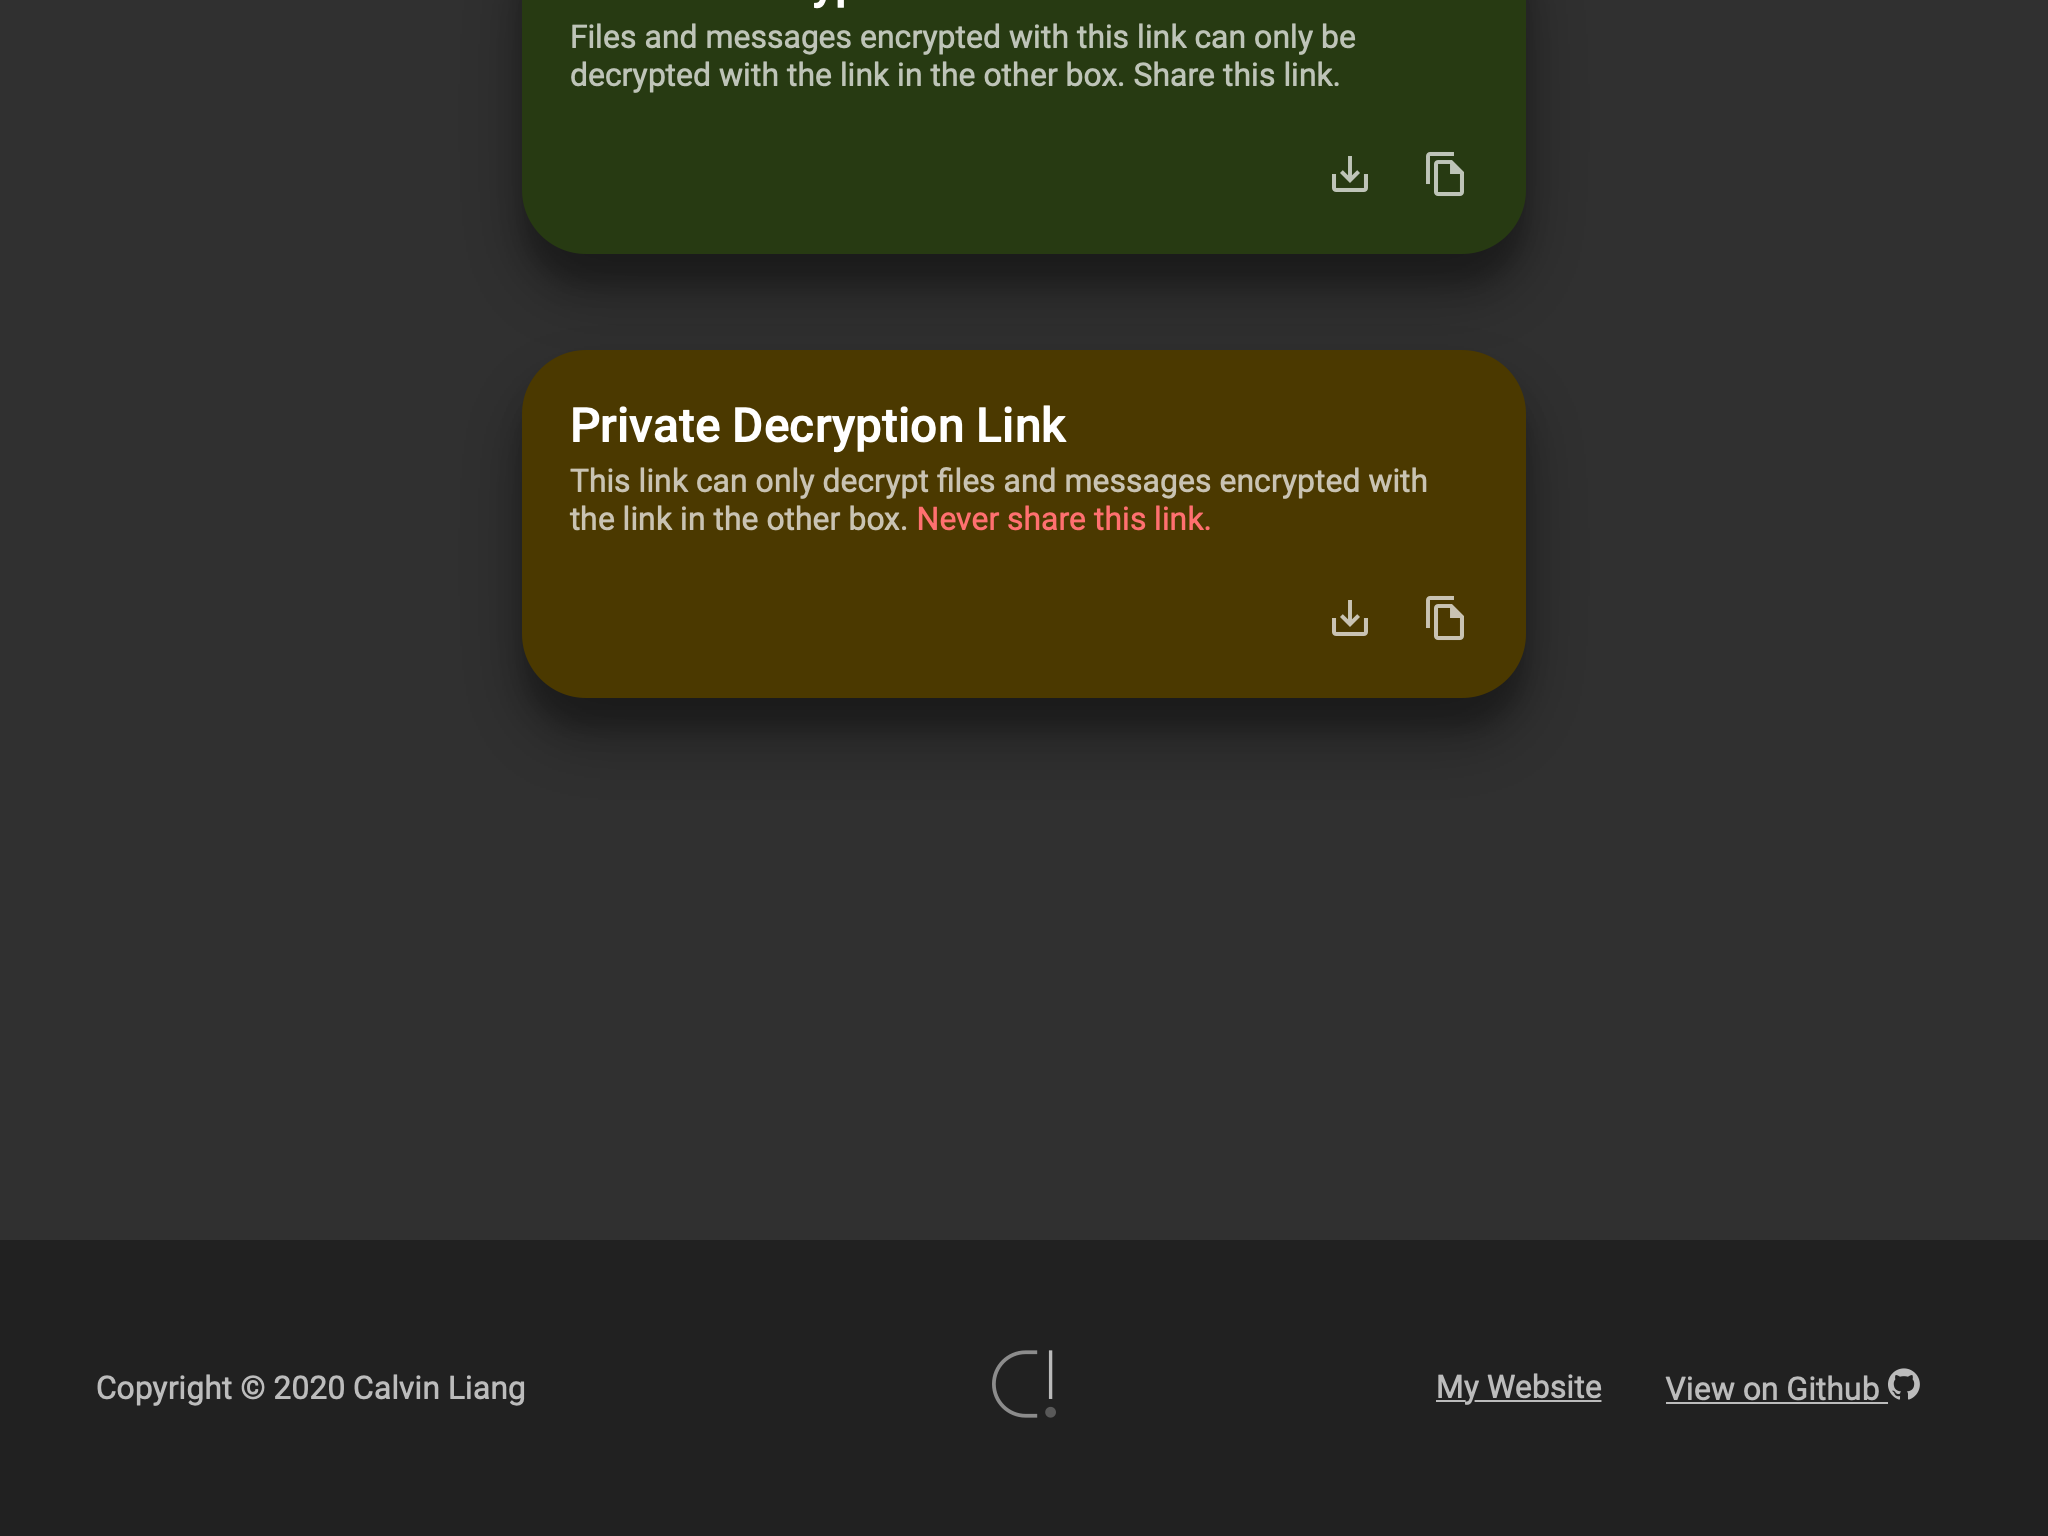 Files and messages encrypted with this link can only be
decrypted with the link in the other box. Share this link.
Private Decryption Link
This link can only decrypt files and messages encrypted with
the link in the other box. Never share this link.
Copyright © 2020 Calvin Liang
My Website
View on Github